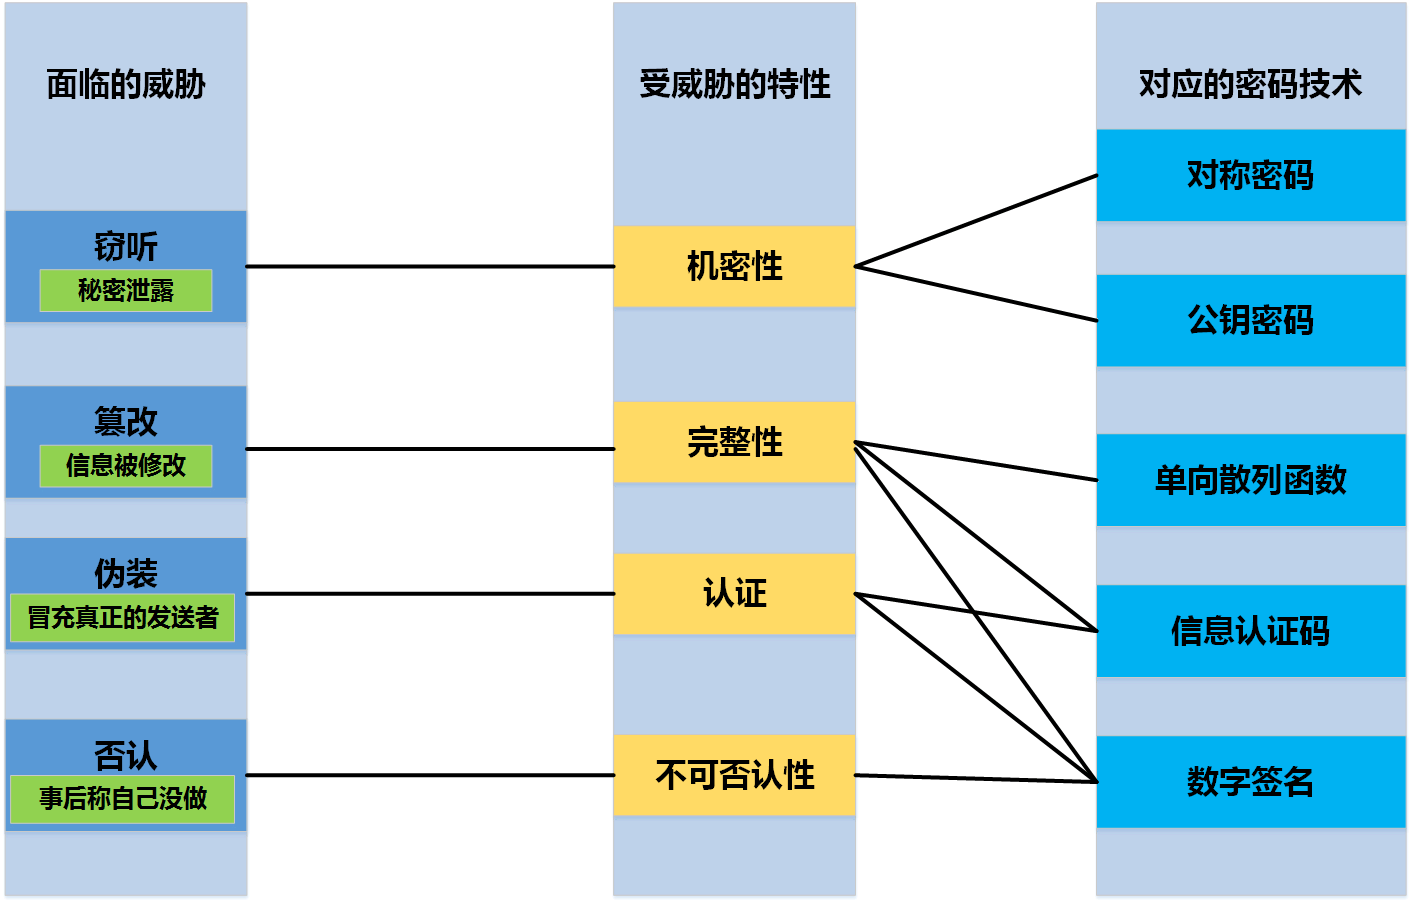 面临的威胁
窃听
秘密泄露
篡改
信息被修改
伪装
冒充真正的发送者
否认
事后称自己没做
受威胁的特性
机密性
完整性
认证
不可否认性
对应的密码技术
对称密码
公钥密码
单向散列函数
信息认证码
数字签名